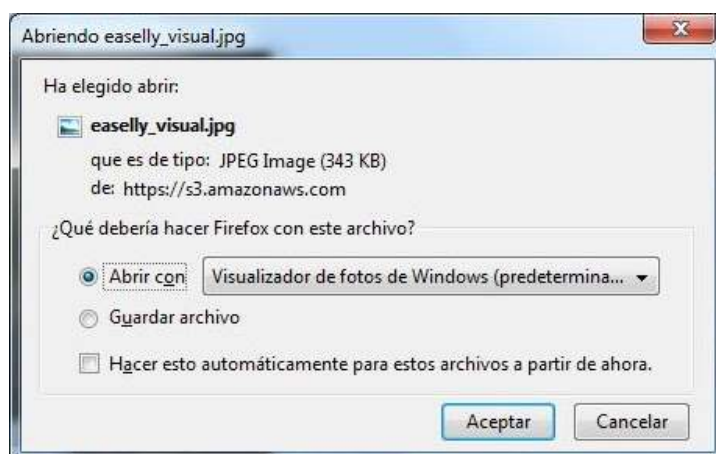 Abriendo easelly_visual.jpg
Ha elegido abrir:
easelly_visual.jpg
que es de tipo: JPEG Image (343 KB)
de: https://s3.amazonaws.com
¿Qué debería hacer Firefox con este archivo?
Abrir con Visualizador de fotos de Windows (predetermina...
Guardar archivo
Hacer esto automáticamente para estos archivos a partir de ahora.
Aceptar Cancelar